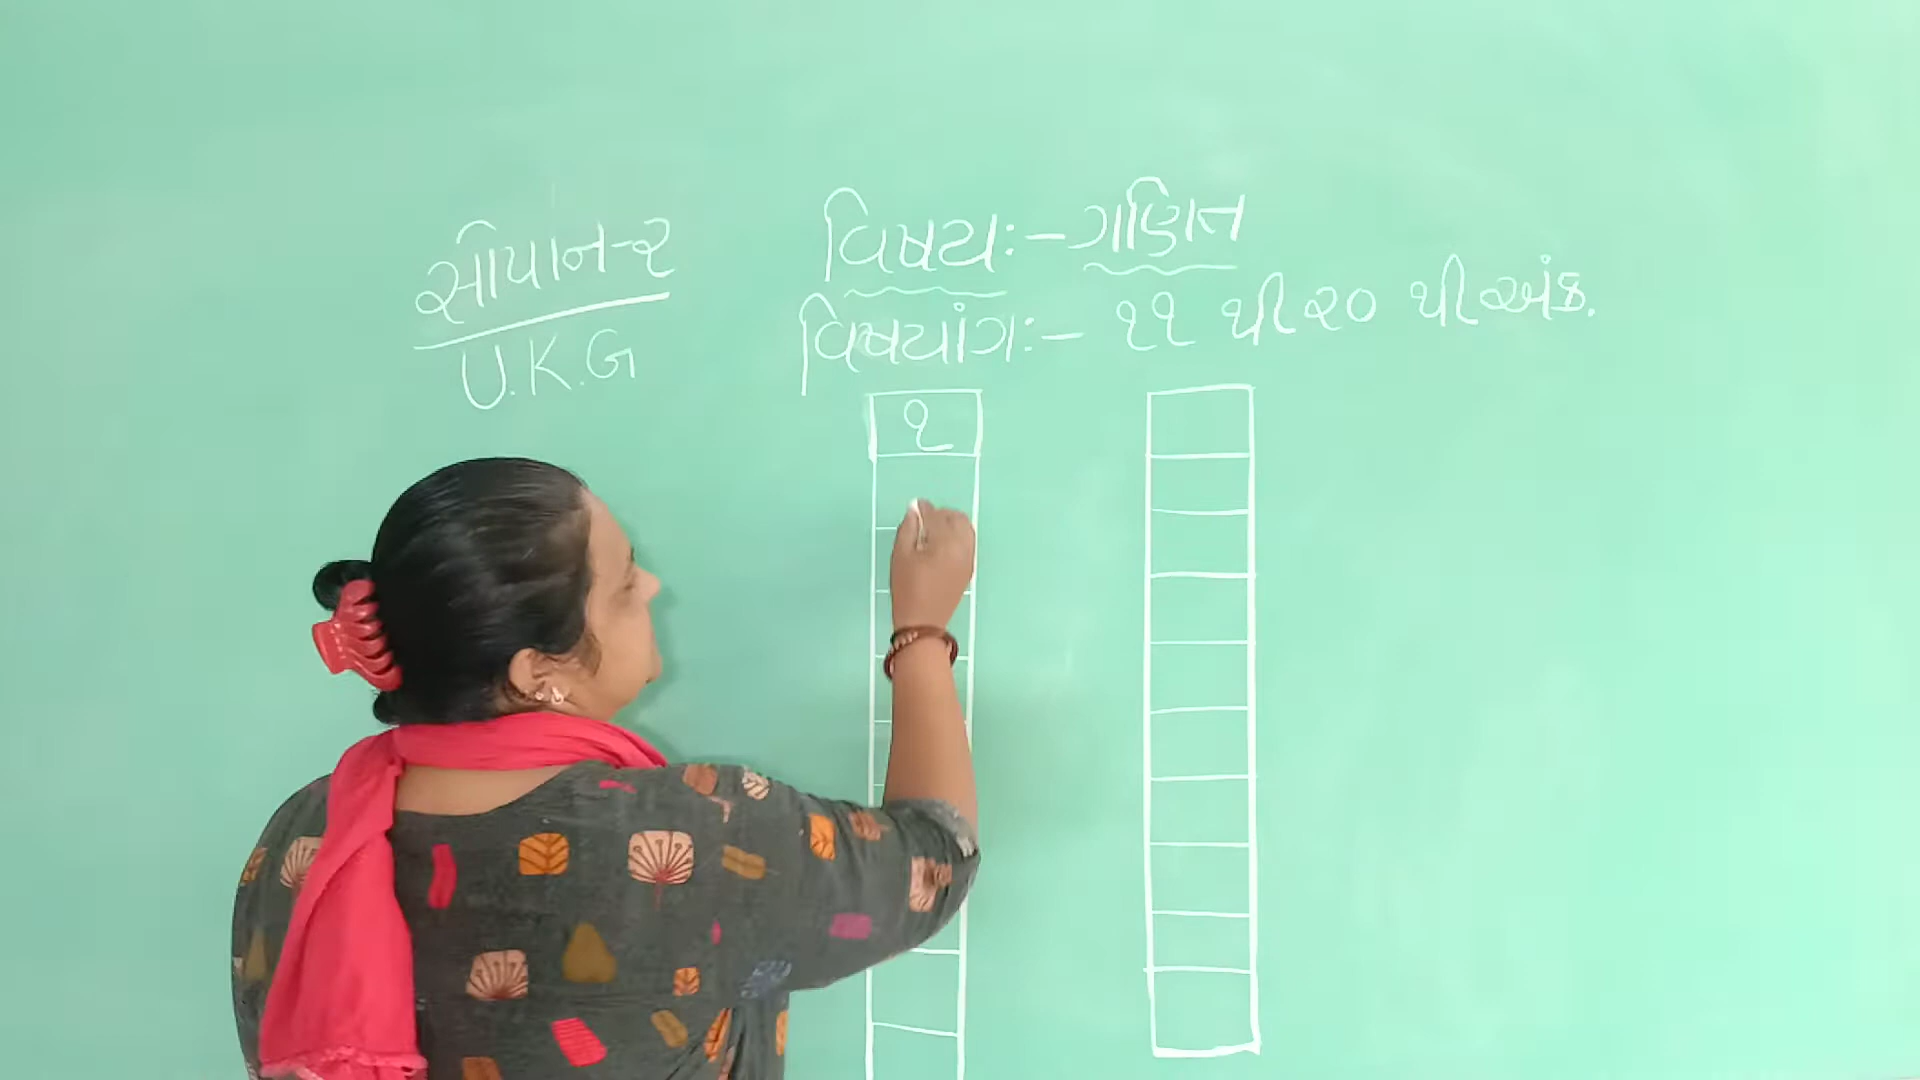 સોપાન-૨
U.K.G
વિષય:- ગણિત
વિષયાંગ:- ૧૧ થી ૨૦ થી અંક.
૧